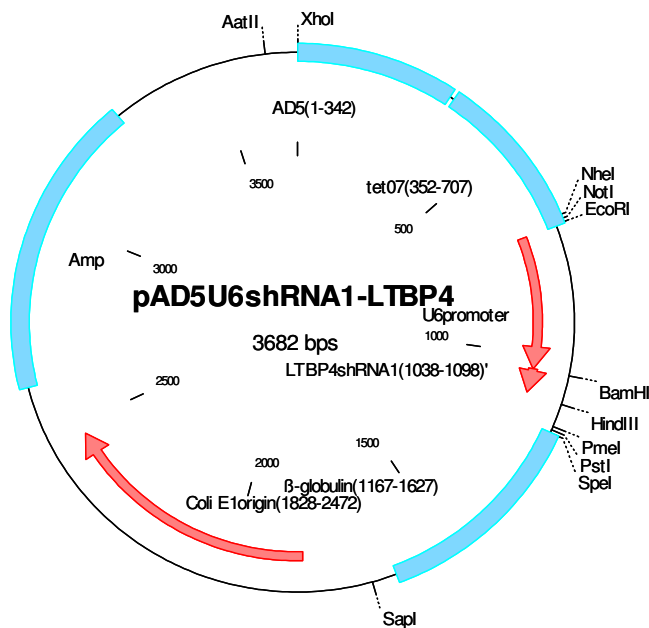 AatII
XhoI
AD5(1-342)
3500
tet07(352-707)
500
NheI
NotI
EcoRI
Amp
3000
pAD5U6shRNA1-LTBP4
U6promoter
3682 bps
1000
LTBP4shRNA1(1038-1098)'
2500
BamHI
HindIII
PmeI
PstI
SpeI
1500
2000
ß-globulin(1167-1627)
Coli E1origin(1828-2472)
SapI